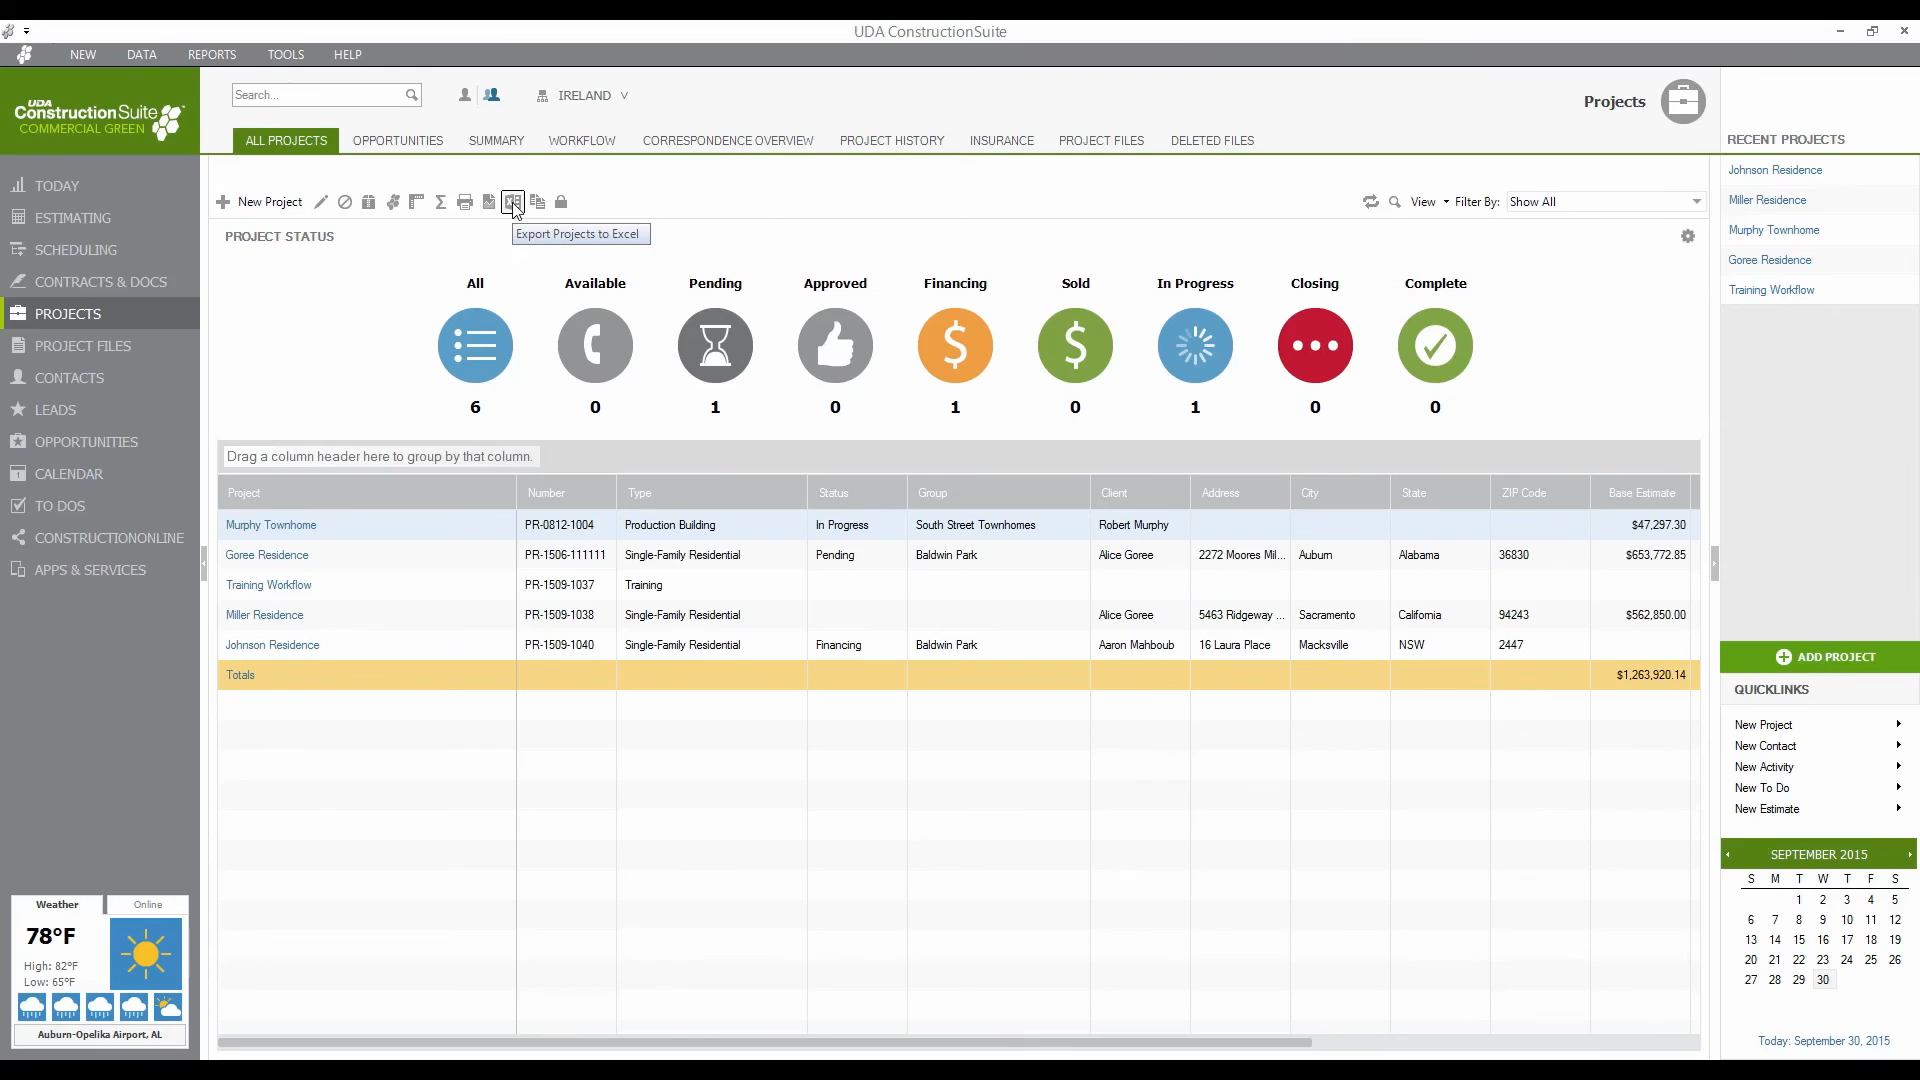 UDA ConstructionSuite
NEW DATA REPORTS TOOLS HELP
UDA
ConstructionSuite
COMMERCIAL GREEN
Search...
IRELAND
Projects
ALL PROJECTS OPPORTUNITIES SUMMARY WORKFLOW CORRESPONDENCE OVERVIEW PROJECT HISTORY INSURANCE PROJECT FILES DELETED FILES
TODAY
ESTIMATING
SCHEDULING
CONTRACTS & DOCS
PROJECTS
PROJECT FILES
CONTACTS
LEADS
OPPORTUNITIES
CALENDAR
TO DOS
CONSTRUCTIONONLINE
APPS & SERVICES
Weather Online
78°F
High: 82°F
Low: 65°F
Auburn-Opelika Airport, AL
New Project
View Filter By: Show All
Export Projects to Excel
PROJECT STATUS
All Available Pending Approved Financing Sold In Progress Closing Complete
6 0 1 0 1 0 1 0 0
Drag a column header here to group by that column.
Project Number Type Status Group Client Address City State ZIP Code Base Estimate
Murphy Townhome PR-0812-1004 Production Building In Progress South Street Townhomes Robert Murphy $47,297.30
Goree Residence PR-1506-111111 Single-Family Residential Pending Baldwin Park Alice Goree 2272 Moores Mil... Auburn Alabama 36830 $653,772.85
Training Workflow PR-1509-1037 Training
Miller Residence PR-1509-1038 Single-Family Residential Alice Goree 5463 Ridgeway ... Sacramento California 94243 $562,850.00
Johnson Residence PR-1509-1040 Single-Family Residential Financing Baldwin Park Aaron Mahboub 16 Laura Place Macksville NSW 2447
Totals $1,263,920.14
RECENT PROJECTS
Johnson Residence
Miller Residence
Murphy Townhome
Goree Residence
Training Workflow
ADD PROJECT
QUICKLINKS
New Project
New Contact
New Activity
New To Do
New Estimate
SEPTEMBER 2015
S M T W T F S
1 2 3 4 5
6 7 8 9 10 11 12
13 14 15 16 17 18 19
20 21 22 23 24 25 26
27 28 29 30
Today: September 30, 2015